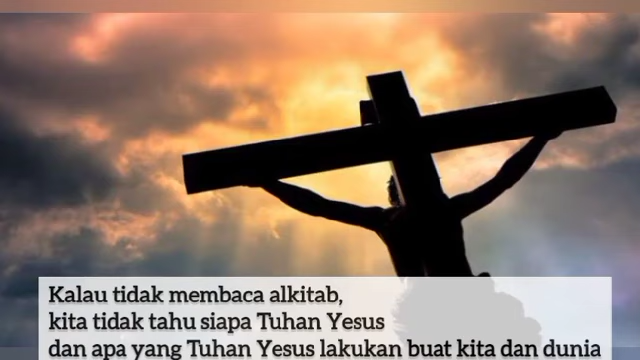 Kalau tidak membaca alkitab,
kita tidak tahu siapa Tuhan Yesus
dan apa yang Tuhan Yesus lakukan buat kita dan dunia